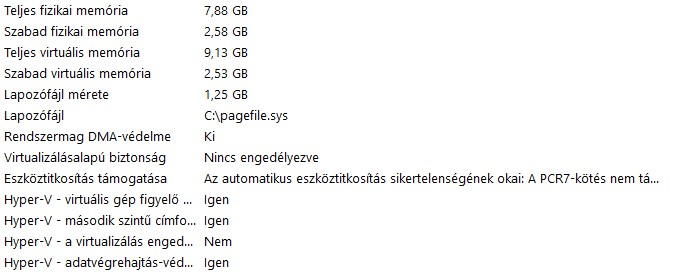 Teljes fizikai memória 7,88 GB
Szabad fizikai memória 2,58 GB
Teljes virtuális memória 9,13 GB
Szabad virtuális memória 2,53 GB
Lapozófájl mérete 1,25 GB
Lapozófájl C:\pagefile.sys
Rendszermag DMA-védelme Ki
Virtualizálásalapú biztonság Nincs engedélyezve
Eszköztitkosítás támogatása Az automatikus eszköztitkosítás sikertelenségének okai: A PCR7-kötés nem tá...
Hyper-V - virtuális gép figyelő ... Igen
Hyper-V - második szintű címfo... Igen
Hyper-V - a virtualizálás enged... Nem
Hyper-V - adatvégrehajtás-véd... Igen